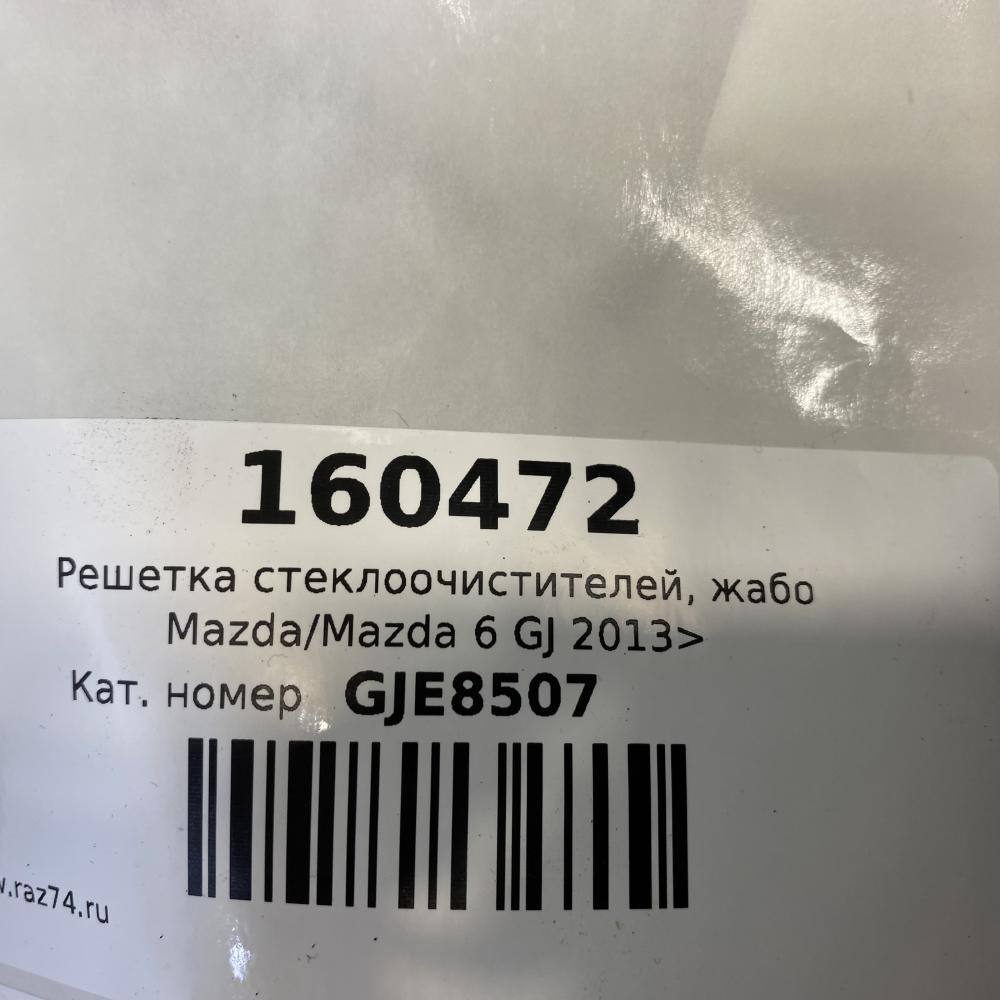 160472
Решетка стеклоочистителей, жабо
Mazda/Mazda 6 GJ 2013>
Кат. номер GJE8507
.raz74.ru